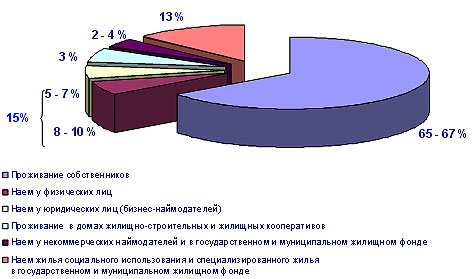 13%
2 - 4%
3%
5 - 7%
15%
8 - 10%
65 - 67%
Проживание собственников
Наем у физических лиц
Наем у юридических лиц (бизнес-наймодателей)
Проживание в домах жилищно-строительных и жилищных кооперативов
Наем у некоммерческих наймодателей и в государственном и муниципальном жилищном фонде
Наем жилья социального использования и специализированного жилья
в государственном и муниципальном жилищном фонде